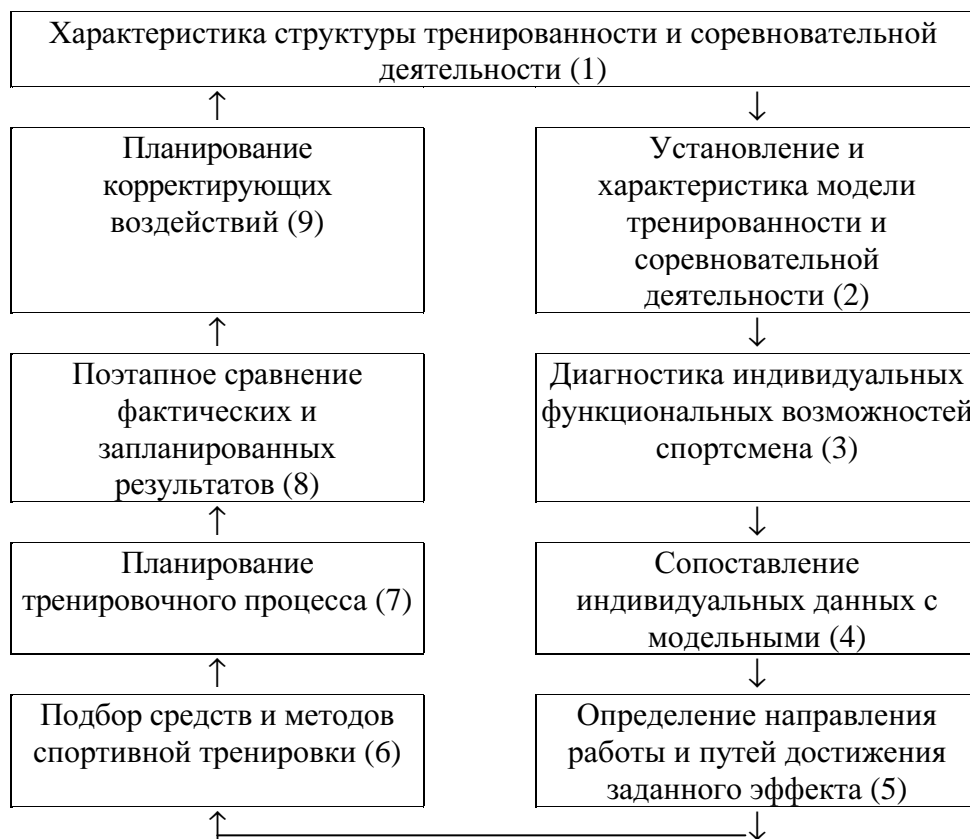 Характеристика структуры тренированности и соревновательной
деятельности (1)
↑
↓
Планирование
корректирующих
воздействий (9)
Установление и
характеристика модели
тренированности и
соревновательной
деятельности (2)
↑
↓
Поэтапное сравнение
фактических и
запланированных
результатов (8)
Диагностика индивидуальных
функциональных возможностей
спортсмена (3)
↑
↓
Планирование
тренировочного процесса (7)
Сопоставление
индивидуальных данных с
модельными (4)
↑
↓
Подбор средств и методов
спортивной тренировки (6)
Определение направления
работы и путей достижения
заданного эффекта (5)
↑
↓